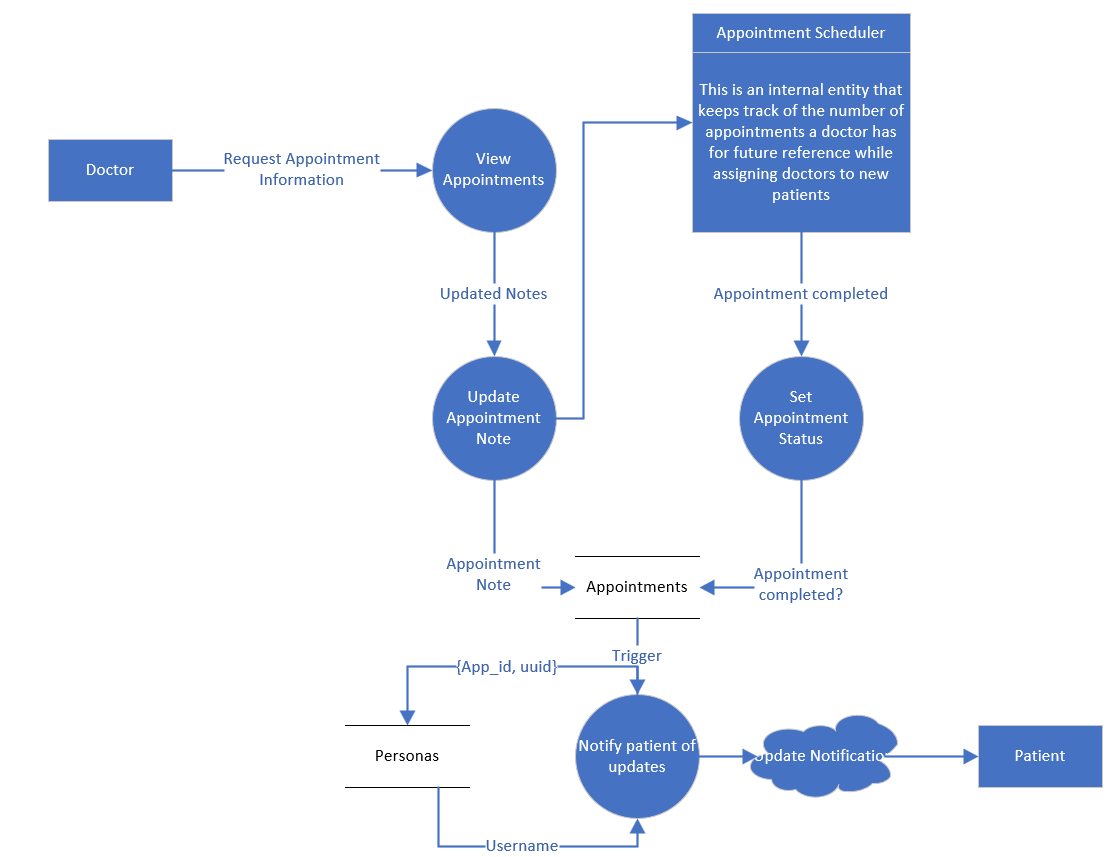 Appointment Scheduler
This is an internal entity that
keeps track of the number of
appointments a doctor has
for future reference while
assigning doctors to new
patients
Doctor
Request Appointment
Information
View
Appointments
Updated Notes
Appointment completed
Update
Appointment
Note
Set
Appointment
Status
Appointment
Note
Appointments
Appointment
completed?
Trigger
{App_id, uuid}
Personas
Notify patient of
updates
Update Notification
Patient
Username